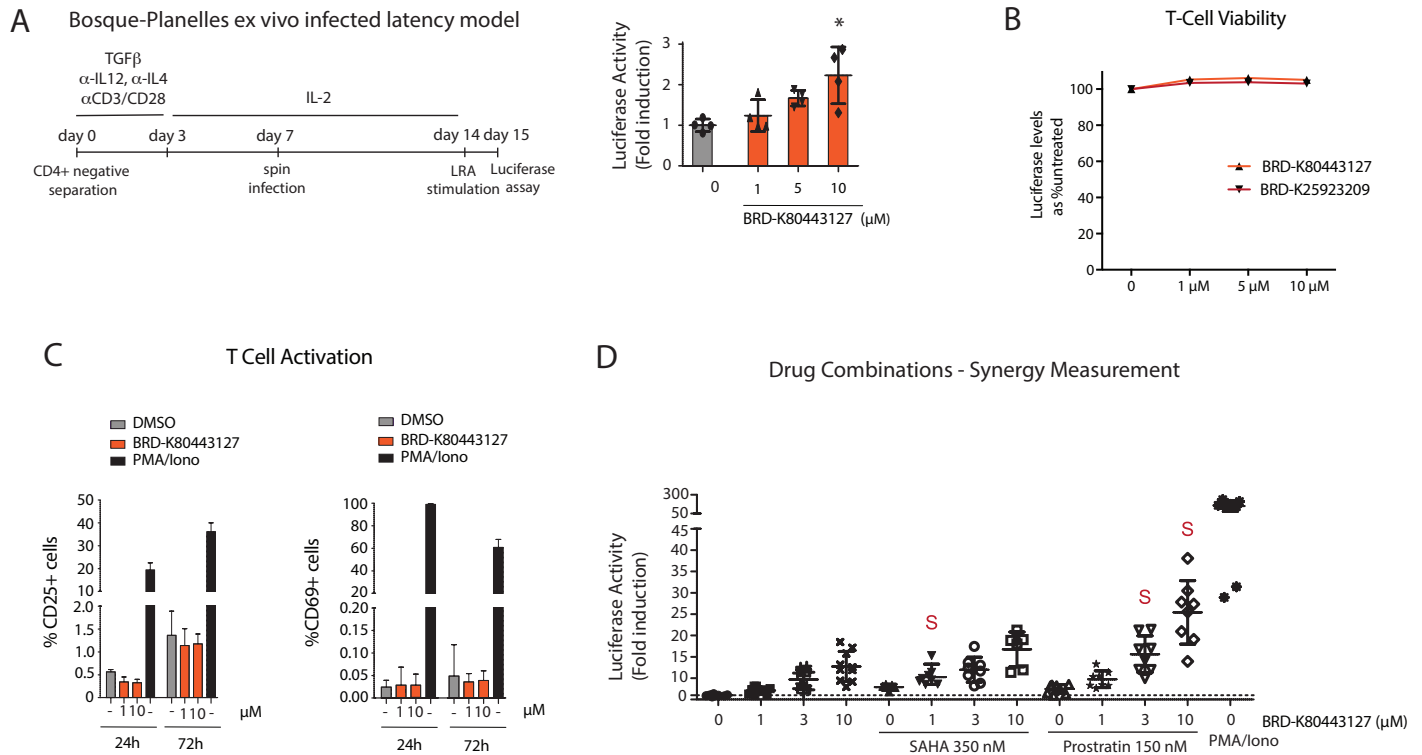 A
Bosque-Planelles ex vivo infected latency model
TGFβ
α-IL12, α-IL4
αCD3/CD28
IL-2
day 0
day 3
day 7
day 14
day 15
CD4+ negative
separation
spin
infection
LRA
stimulation
Luciferase
assay
Luciferase Activity
(Fold induction)
3
2
1
0
*
0
1
5
10
BRD-K80443127 (μM)
B
T-Cell Viability
Luciferase levels
as %untreated
100
80
60
40
20
0
BRD-K80443127
BRD-K25923209
0
1 μM
5 μM
10 μM
C
T Cell Activation
DMSO
BRD-K80443127
PMA/Iono
% CD25+ cells
50
40
30
20
10
2.0
1.5
1.0
0.5
0.0
- 1 10 - - 1 10 - μM
24h
72h
DMSO
BRD-K80443127
PMA/Iono
%CD69+ cells
100
80
60
40
20
0.20
0.15
0.10
0.05
0.00
- 1 10 - - 1 10 - μM
24h
72h
D
Drug Combinations - Synergy Measurement
Luciferase Activity
(Fold induction)
300
50
45
35
30
25
20
15
10
0
S
S
S
0 1 3 10 0 1 3 10 0 1 3 10 0 BRD-K80443127 (μM)
SAHA 350 nM
Prostratin 150 nM
PMA/Iono